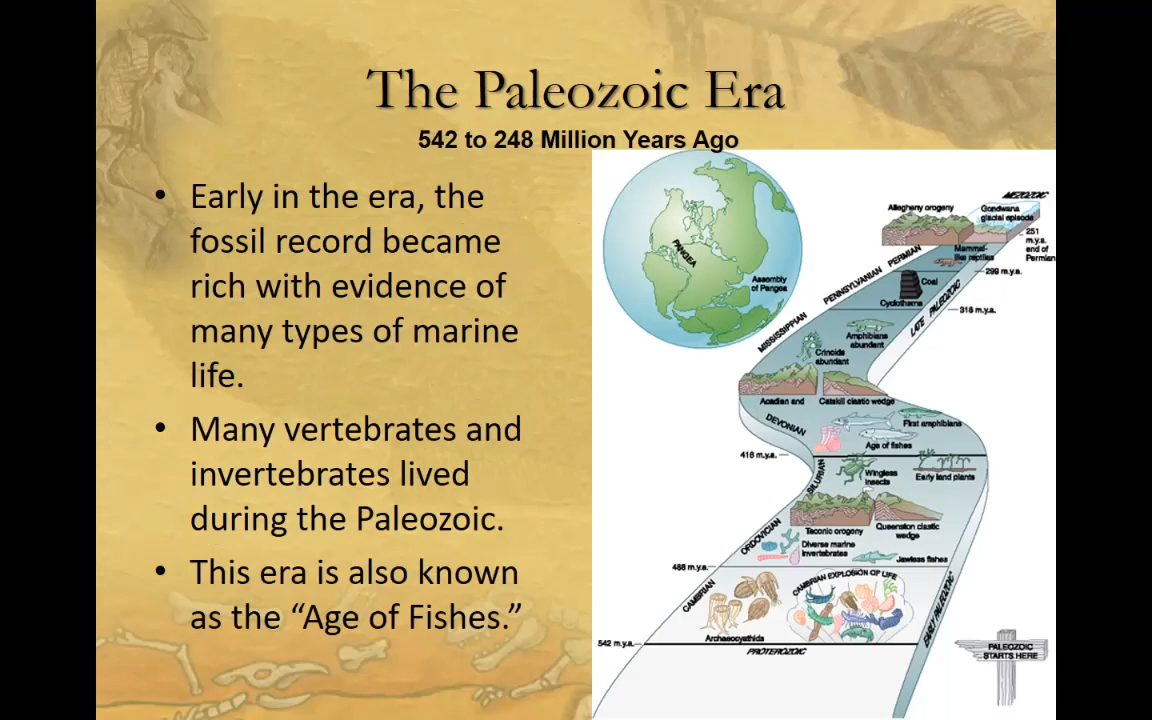 The Paleozoic Era
542 to 248 Million Years Ago
• Early in the era, the
fossil record became
rich with evidence of
many types of marine
life.
• Many vertebrates and
invertebrates lived
during the Paleozoic.
• This era is also known
as the “Age of Fishes.”
PANGEA
Assembly
of Pangea
MEZOZOIC
Allegheny orogeny
Gondwana
glacial episode
251
m.y.a.
end of
Permian
PERMIAN
Mammal-
like reptiles
299 m.y.a.
PENNSYLVANIAN
Coal
Cyclothems
LATE PALEOZOIC
318 m.y.a.
MISSISSIPPIAN
Amphibians
abundant
Crinoids
abundant
Acadian and
Catskill clastic wedge
DEVONIAN
First amphibians
Age of fishes
416 m.y.a.
SILURIAN
Wingless
insects
Early land plants
Taconic orogeny
Queenston clastic
wedge
ORDOVICIAN
Diverse marine
invertebrates
Jawless fishes
488 m.y.a.
CAMBRIAN
CAMBRIAN EXPLOSION OF LIFE
Archaeocyathids
EARLY PALEOZOIC
542 m.y.a.
PROTEROZOIC
PALEOZOIC
STARTS HERE